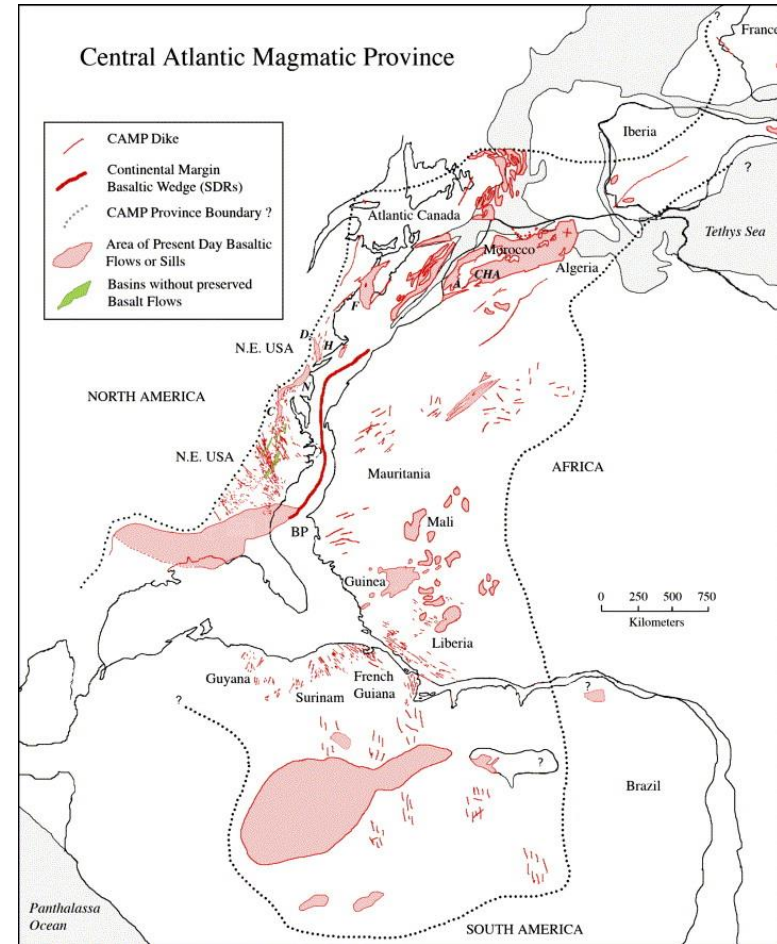 Central Atlantic Magmatic Province
CAMP Dike
Continental Margin
Basaltic Wedge (SDRs)
CAMP Province Boundary ?
Area of Present Day Basaltic
Flows or Sills
Basins without preserved
Basalt Flows
?
France
Iberia
?
Atlantic Canada
Tethys Sea
Morocco
Algeria
CHA
A
F
D
H
N.E. USA
N
NORTH AMERICA
C
N.E. USA
AFRICA
Mauritania
BP
Mali
Guinea
0 250 500 750
Kilometers
Liberia
Guyana
French
Guiana
Surinam
?
?
?
Brazil
Panthalassa
Ocean
SOUTH AMERICA